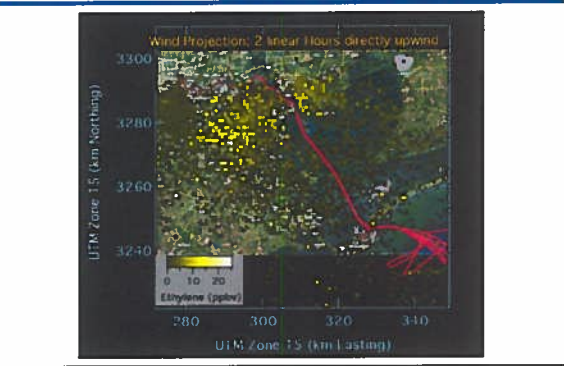 Wind Projection: 2 linear Hours directly upwind
3300
3280
3260
3240
UTM Zone 15 (km Northing)
0 10 20
Ethylene (ppbv)
280 300 320 340
UTM Zone 15 (km Easting)